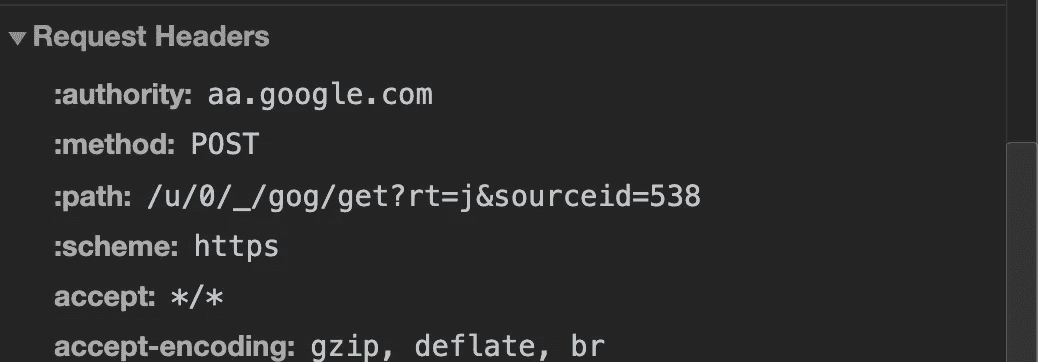 Request Headers
:authority: aa.google.com
:method: POST
:path: /u/0/_/gog/get?rt=j&sourceid=538
:scheme: https
accept: */*
accept-encoding: gzip, deflate, br